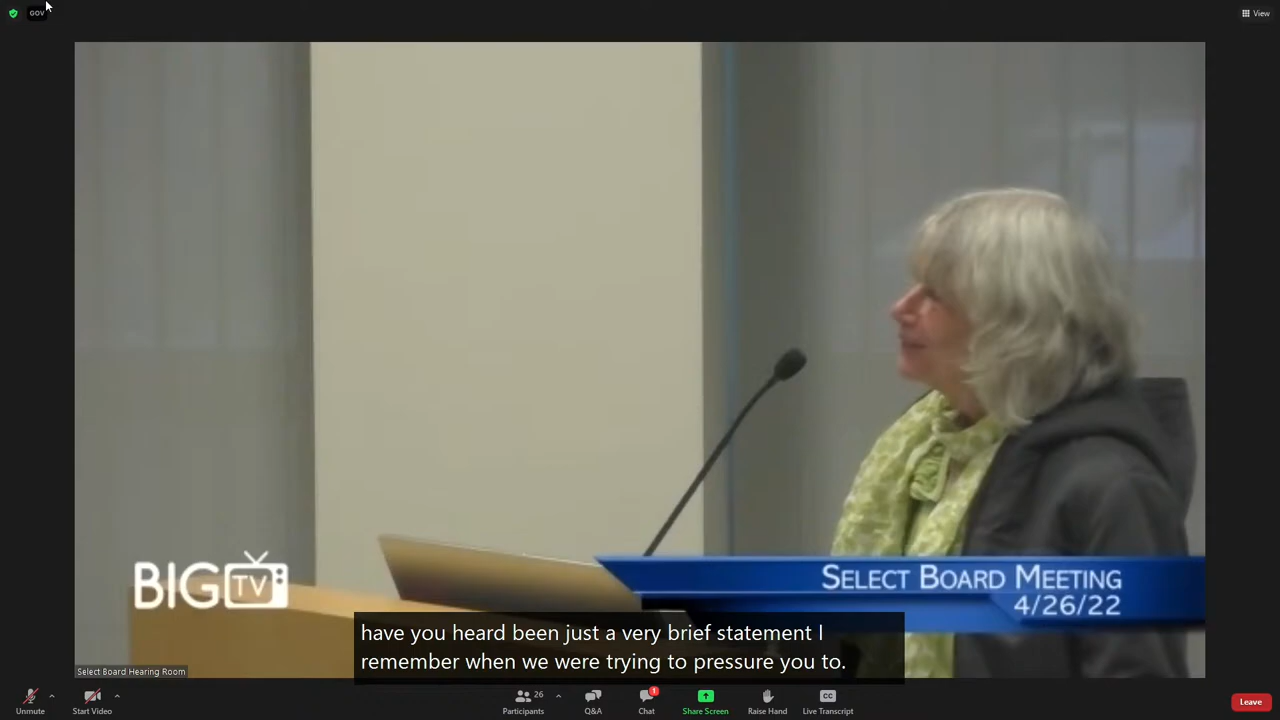 GOV
View
BIG TV
SELECT BOARD MEETING
4/26/22
have you heard been just a very brief statement I
remember when we were trying to pressure you to.
Select Board Hearing Room
Unmute
Start Video
26
Participants
Q&A
1
Chat
Share Screen
Raise Hand
CC
Live Transcript
Leave